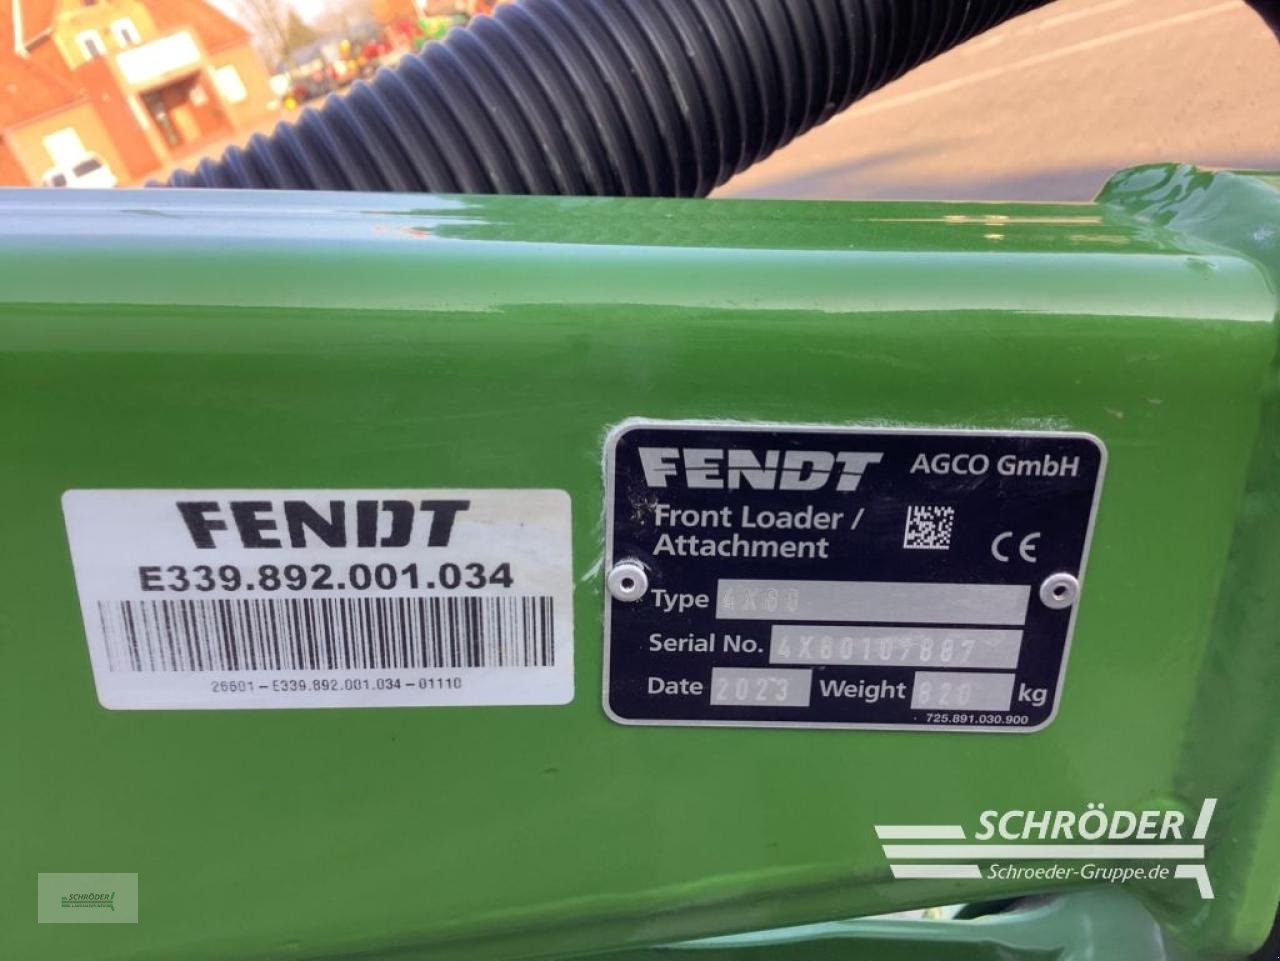 FENDT
E339.892.001.034
26601-E339.892.001.034-01110
FENDT AGCO GmbH
Front Loader /
Attachment
CE
Type 4X80
Serial No. 4X80107887
Date 2023 Weight 820 kg
725.891.030.900
SCHRÖDER
Schroeder-Gruppe.de
SCHRÖDER